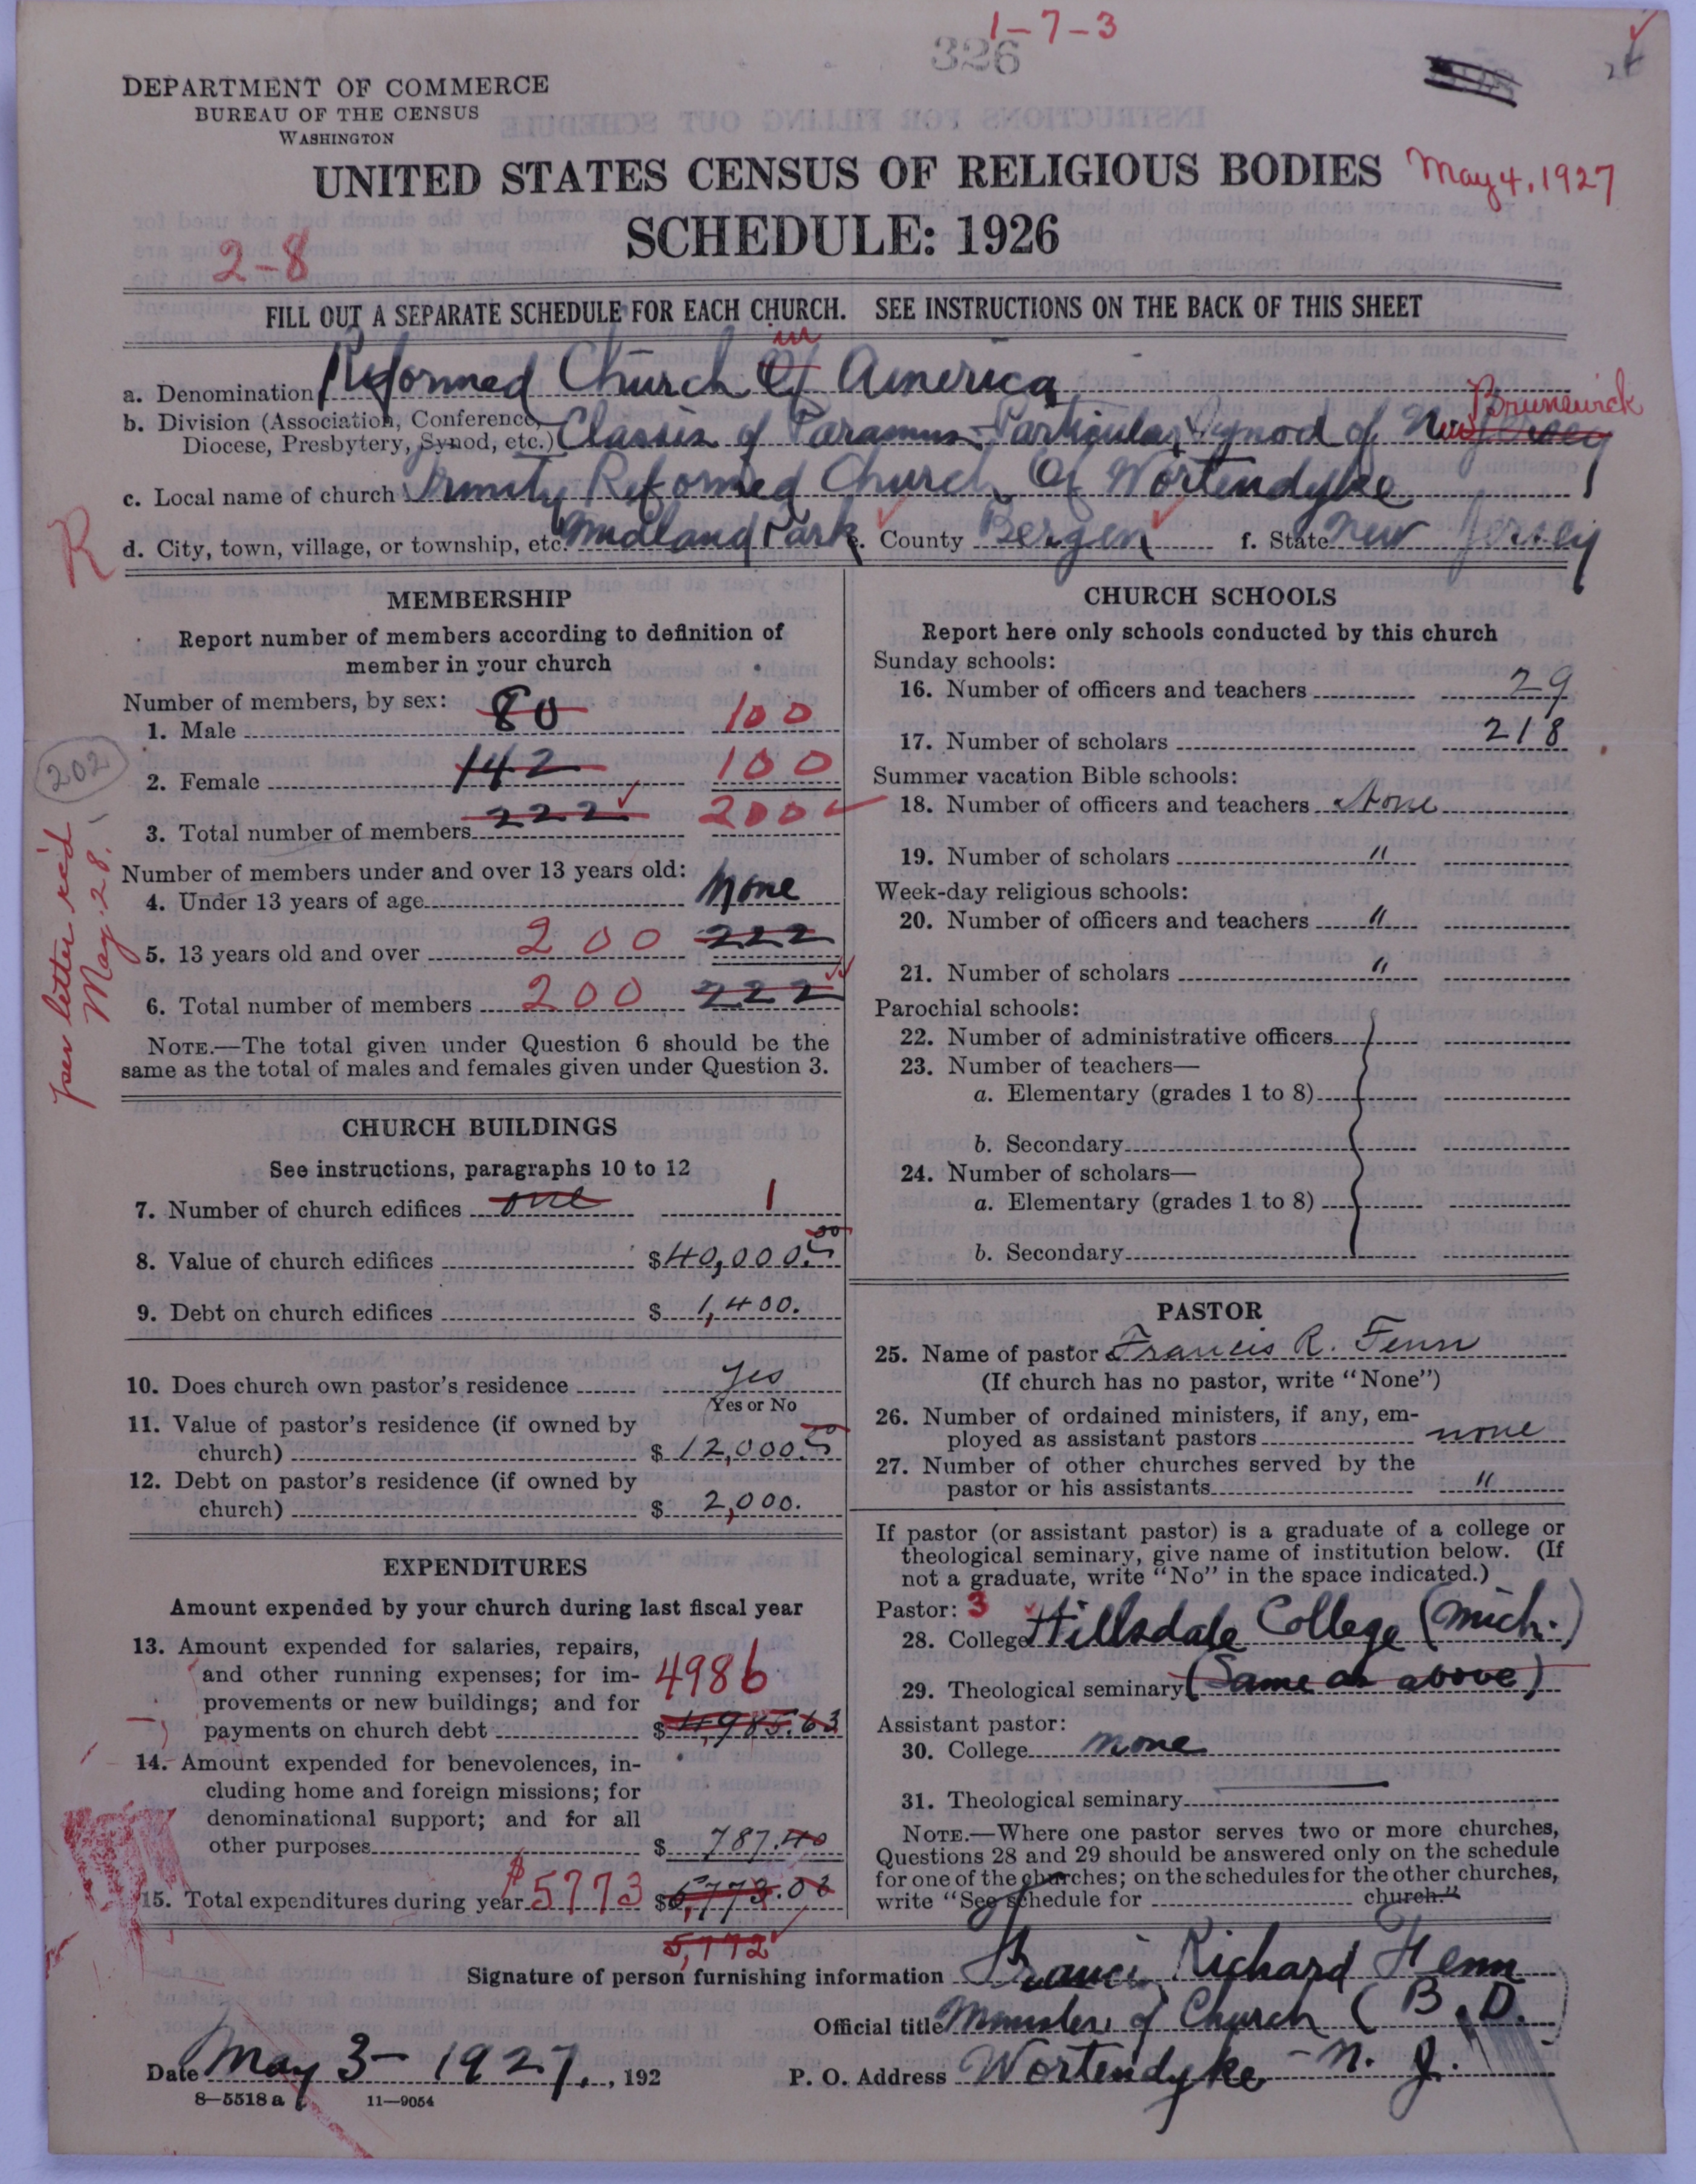 1-7-3
326
DEPARTMENT OF COMMERCE
BUREAU OF THE CENSUS
WASHINGTON
UNITED STATES CENSUS OF RELIGIOUS BODIES May 4, 1927
SCHEDULE: 1926
2-8
FILL OUT A SEPARATE SCHEDULE FOR EACH CHURCH. SEE INSTRUCTIONS ON THE BACK OF THIS SHEET
in
a. Denomination Reformed Church Of America
Brunswick
b. Division (Association, Conference,
Diocese, Presbytery, Synod, etc.) Classis of Paramus-Particular Synod of New Jersey
c. Local name of church Trinity Reformed Church Of Wortendyke
d. City, town, village, or township, etc. Midland Park e. County Bergen f. State New Jersey
R
MEMBERSHIP
Report number of members according to definition of
member in your church
Number of members, by sex:
1. Male 80 100
2. Female 142 100
3. Total number of members 222 200
202
per letter rec'd
May. 28.
Number of members under and over 13 years old:
4. Under 13 years of age None
5. 13 years old and over 200 222
6. Total number of members 200 222
NOTE.—The total given under Question 6 should be the
same as the total of males and females given under Question 3.
CHURCH BUILDINGS
See instructions, paragraphs 10 to 12
7. Number of church edifices one 1
8. Value of church edifices $40,000.00
9. Debt on church edifices $ 1,400.
10. Does church own pastor's residence Yes
Yes or No
11. Value of pastor's residence (if owned by
church) $ 12,000.00
12. Debt on pastor's residence (if owned by
church) $ 2,000.
EXPENDITURES
Amount expended by your church during last fiscal year
13. Amount expended for salaries, repairs,
and other running expenses; for im-
provements or new buildings; and for
payments on church debt 4986 $ 4,985.63
14. Amount expended for benevolences, in-
cluding home and foreign missions; for
denominational support; and for all
other purposes $ 787.40
15. Total expenditures during year $5773 $5,773.03
5,772
CHURCH SCHOOLS
Report here only schools conducted by this church
Sunday schools:
16. Number of officers and teachers 29
17. Number of scholars 218
Summer vacation Bible schools:
18. Number of officers and teachers None
19. Number of scholars "
Week-day religious schools:
20. Number of officers and teachers "
21. Number of scholars "
Parochial schools:
22. Number of administrative officers
23. Number of teachers—
a. Elementary (grades 1 to 8)
b. Secondary
24. Number of scholars—
a. Elementary (grades 1 to 8)
b. Secondary
PASTOR
25. Name of pastor Francis R. Fenn
(If church has no pastor, write "None")
26. Number of ordained ministers, if any, em-
ployed as assistant pastors none
27. Number of other churches served by the
pastor or his assistants "
If pastor (or assistant pastor) is a graduate of a college or
theological seminary, give name of institution below. (If
not a graduate, write "No" in the space indicated.)
Pastor: 3
28. College Hillsdale College (Mich.)
29. Theological seminary (Same as above)
Assistant pastor:
30. College None
31. Theological seminary
NOTE.—Where one pastor serves two or more churches,
Questions 28 and 29 should be answered only on the schedule
for one of the churches; on the schedules for the other churches,
write "See schedule for church."
Signature of person furnishing information Francis Richard Fenn
Official title Minister of Church (B.D.)
Date May 3- 1927, 192 P. O. Address Wortendyke - N. J.
8—5518 a 11—9054